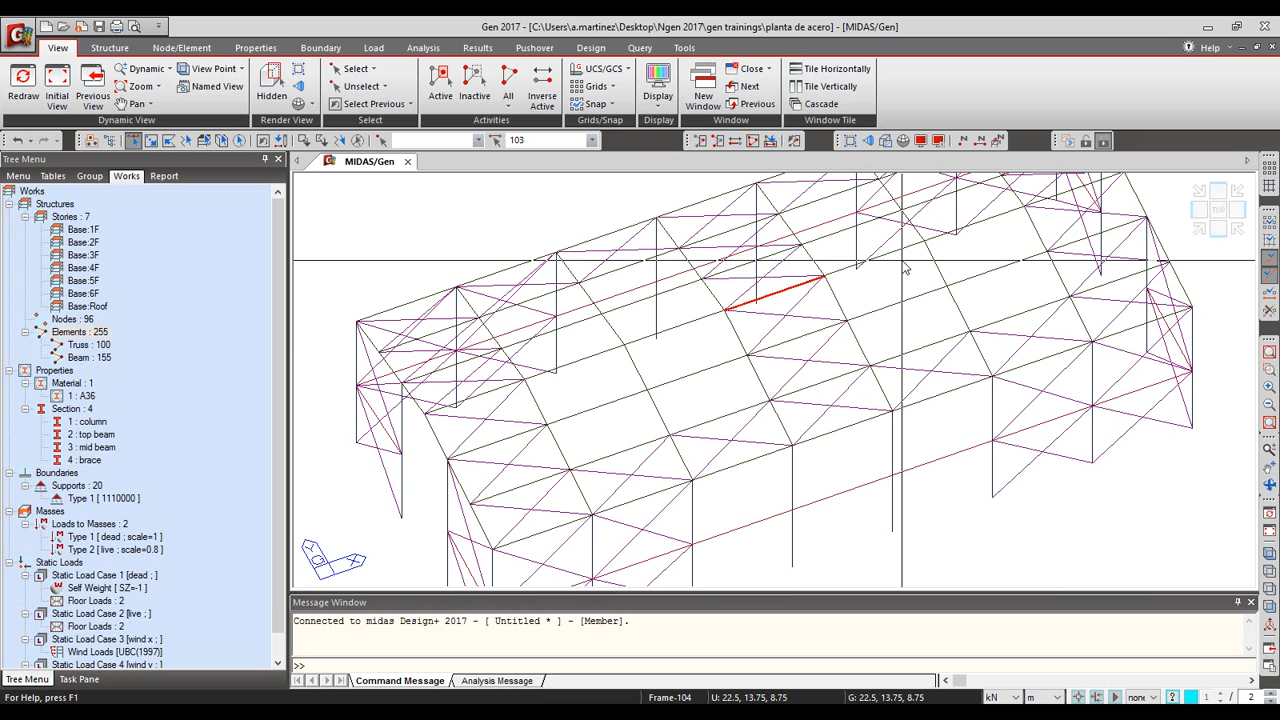 Gen 2017 - [C:\Users\a.martinez\Desktop\Ngen 2017\gen trainings\planta de acero] - [MIDAS/Gen]
View Structure Node/Element Properties Boundary Load Analysis Results Pushover Design Query Tools Help
Redraw Initial View Previous View Dynamic Zoom Pan View Point Named View Hidden Select Unselect Select Previous Active Inactive All Inverse Active UCS/GCS Grids Snap Display New Window Close Next Previous Tile Horizontally Tile Vertically Cascade
Dynamic View Render View Select Activities Grids/Snap Display Window Window Tile
103
Tree Menu
MIDAS/Gen
Menu Tables Group Works Report
Works
Structures
Stories : 7
Base:1F
Base:2F
Base:3F
Base:4F
Base:5F
Base:6F
Base:Roof
Nodes : 96
Elements : 255
Truss : 100
Beam : 155
Properties
Material : 1
1 : A36
Section : 4
1 : column
2 : top beam
3 : mid beam
4 : brace
Boundaries
Supports : 20
Type 1 [ 1110000 ]
Masses
Loads to Masses : 2
Type 1 [ dead ; scale=1 ]
Type 2 [ live ; scale=0.8 ]
Static Loads
Static Load Case 1 [dead ; ]
Self Weight [ SZ=-1 ]
Floor Loads : 2
Static Load Case 2 [live ; ]
Floor Loads : 2
Static Load Case 3 [wind x ; ]
Wind Loads [UBC(1997)]
Static Load Case 4 [wind y ; ]
TOP
Y
X
Message Window
Connected to midas Design+ 2017 - [ Untitled * ] - [Member].
>>
Tree Menu Task Pane
Command Message Analysis Message
For Help, press F1 Frame-104 U: 22.5, 13.75, 8.75 G: 22.5, 13.75, 8.75 kN m none 1 / 2